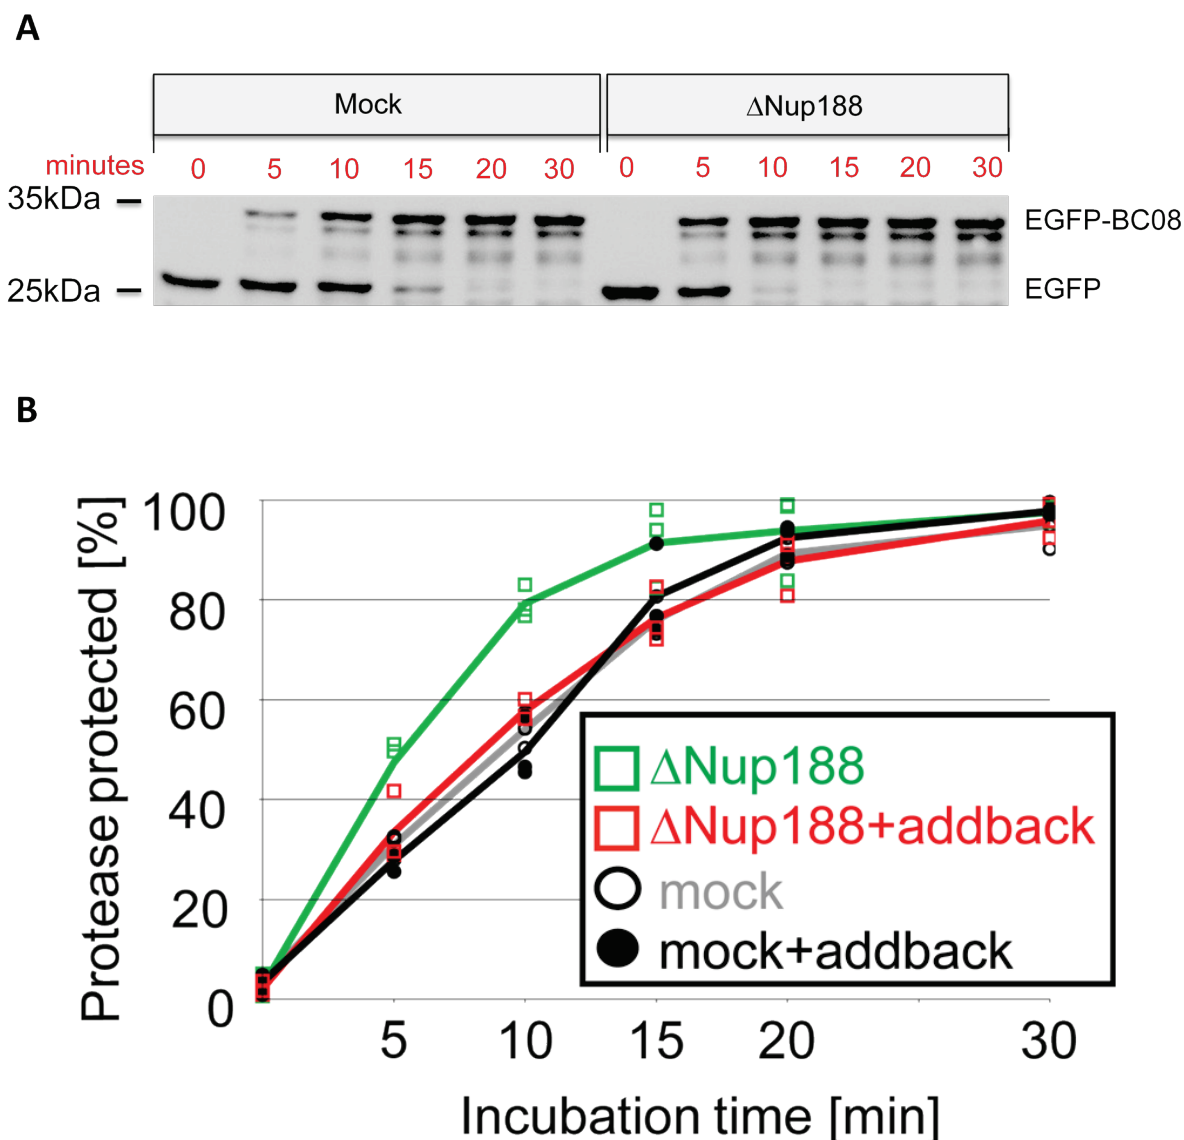 A
Mock
ΔNup188
minutes 0 5 10 15 20 30 0 5 10 15 20 30
35kDa
EGFP-BC08
25kDa
EGFP
B
Protease protected [%]
100
80
60
40
20
0
ΔNup188
ΔNup188+addback
mock
mock+addback
5 10 15 20 30
Incubation time [min]